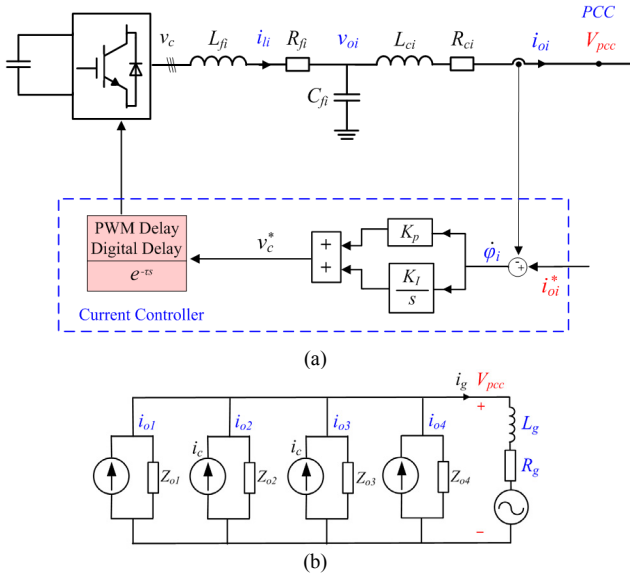 PCC
v_c L_fi i_li R_fi v_oi L_ci R_ci i_oi V_pcc
C_fi
PWM Delay
Digital Delay
e^-τs
v_c^*
+
+
K_p
K_I
s
φ̇_i
-
+
i_oi^*
Current Controller
(a)
i_g V_pcc
i_o1 i_o2 i_o3 i_o4 + L_g
i_c i_c
Z_o1 Z_o2 Z_o3 Z_o4 R_g
−
(b)